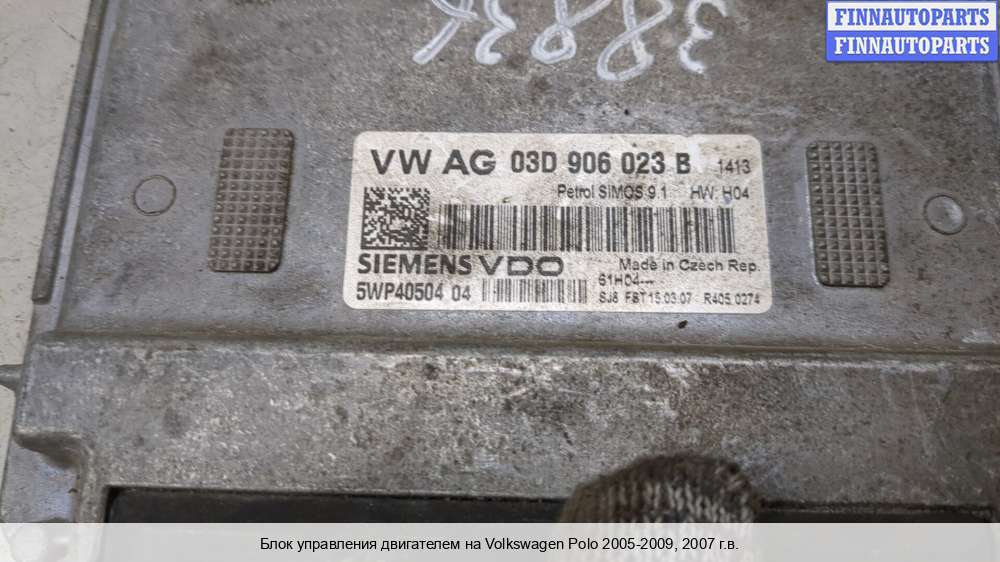 38836
FINNAUTOPARTS
FINNAUTOPARTS
VW AG 03D 906 023 B 1413
Petrol SIMOS 9.1 HW: H04
SIEMENS VDO Made in Czech Rep.
61H04---
5WP40504 04 SJ6 FBT 15.03.07 R405 0274
Блок управления двигателем на Volkswagen Polo 2005-2009, 2007 г.в.